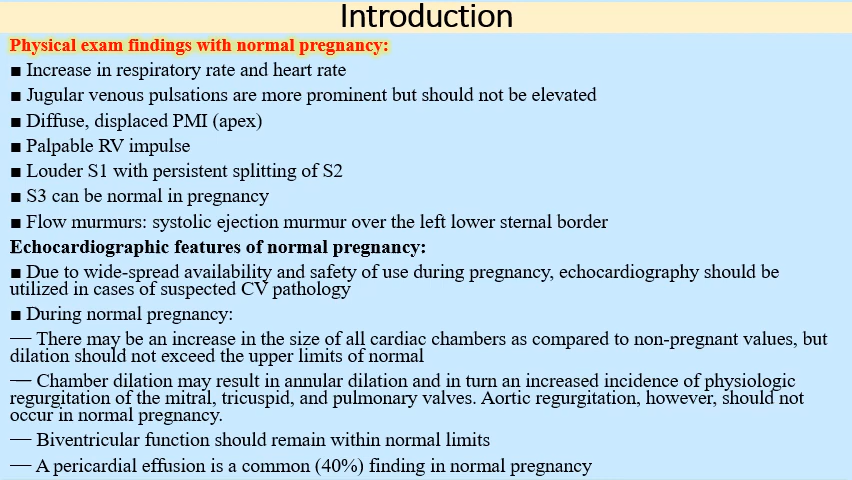 Introduction
Physical exam findings with normal pregnancy:
■ Increase in respiratory rate and heart rate
■ Jugular venous pulsations are more prominent but should not be elevated
■ Diffuse, displaced PMI (apex)
■ Palpable RV impulse
■ Louder S1 with persistent splitting of S2
■ S3 can be normal in pregnancy
■ Flow murmurs: systolic ejection murmur over the left lower sternal border
Echocardiographic features of normal pregnancy:
■ Due to wide-spread availability and safety of use during pregnancy, echocardiography should be
utilized in cases of suspected CV pathology
■ During normal pregnancy:
— There may be an increase in the size of all cardiac chambers as compared to non-pregnant values, but
dilation should not exceed the upper limits of normal
— Chamber dilation may result in annular dilation and in turn an increased incidence of physiologic
regurgitation of the mitral, tricuspid, and pulmonary valves. Aortic regurgitation, however, should not
occur in normal pregnancy.
— Biventricular function should remain within normal limits
— A pericardial effusion is a common (40%) finding in normal pregnancy